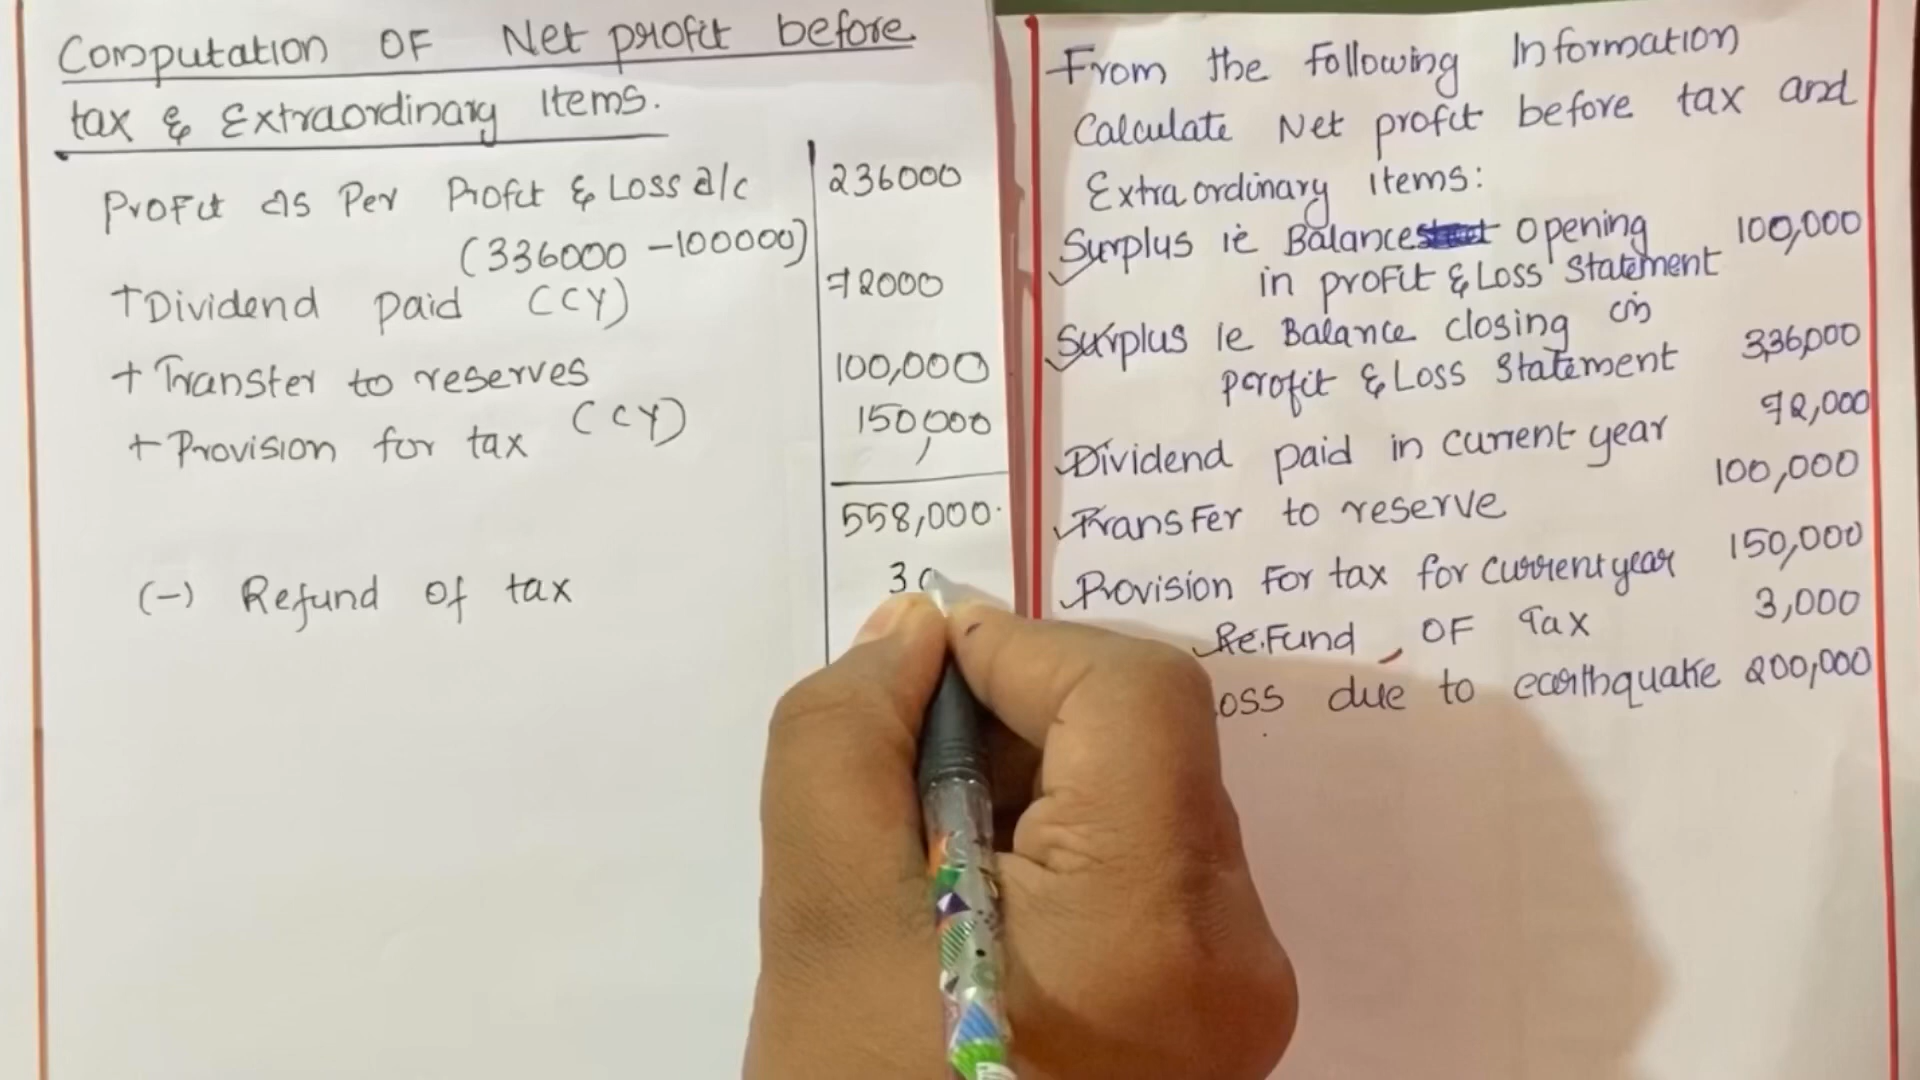 Computation OF Net profit before
tax & Extraordinary Items.
Profit as Per Profit & Loss a/c 236000
(336000 - 100000)
+ Dividend paid (CY) 72000
+ Transfer to reserves 100,000
+ Provision for tax (CY) 150,000
558,000
(-) Refund of tax 30
From the following Information
Calculate Net profit before tax and
Extra ordinary items:
Surplus ie Balance opening 100,000
in profit & Loss Statement
Surplus ie Balance closing in
profit & Loss Statement 336,000
Dividend paid in current year 72,000
Transfer to reserve 100,000
Provision For tax for current year 150,000
Re.Fund OF Tax 3,000
oss due to earthquake 200,000